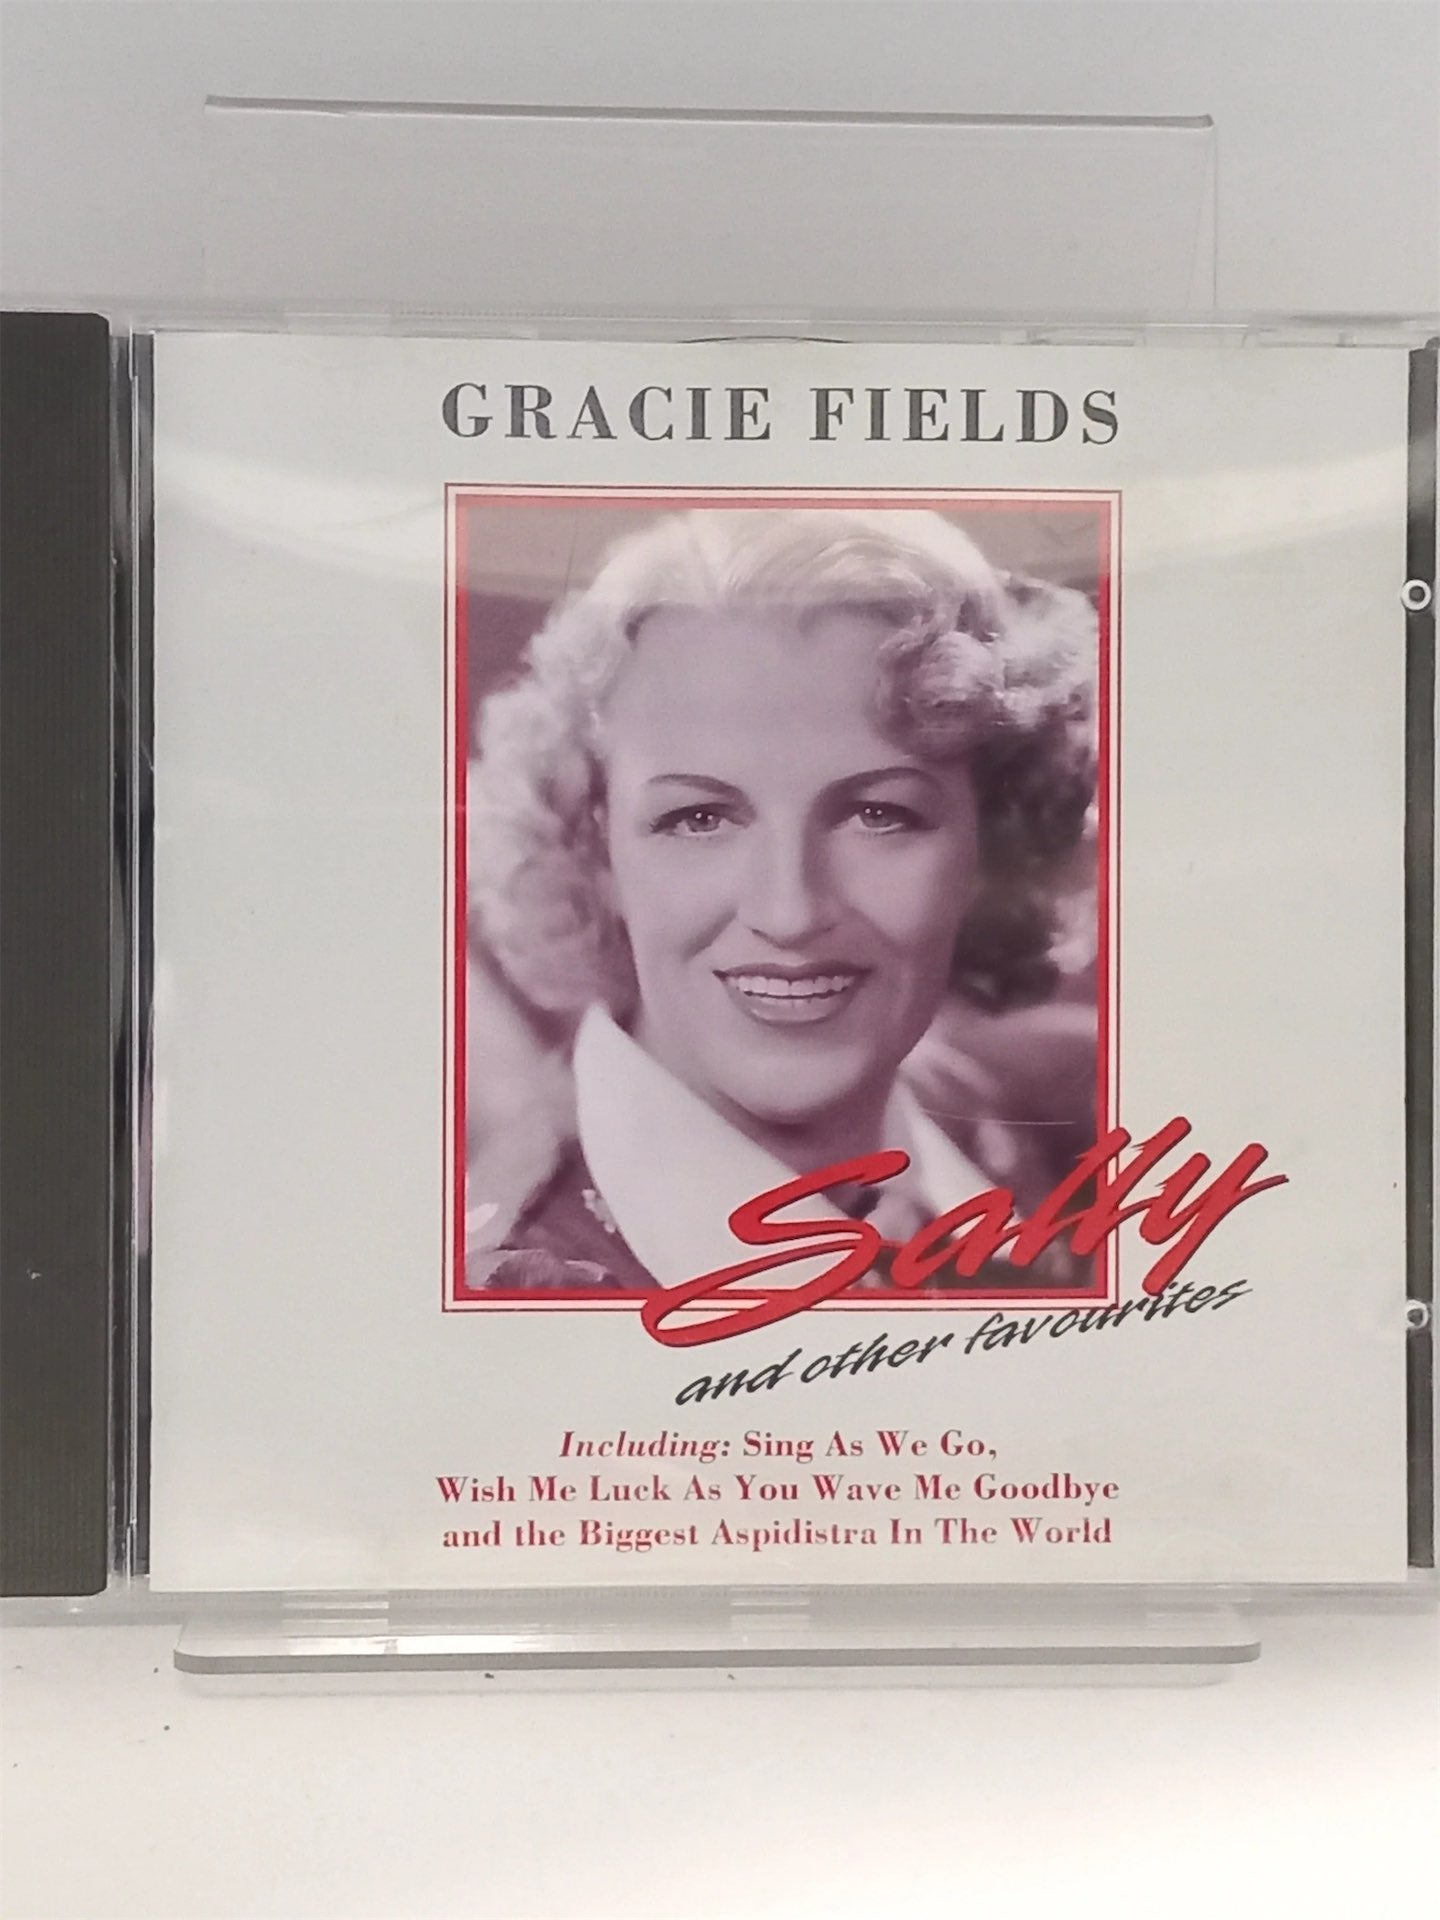 GRACIE FIELDS
Sally
and other favourites
Including: Sing As We Go,
Wish Me Luck As You Wave Me Goodbye
and the Biggest Aspidistra In The World